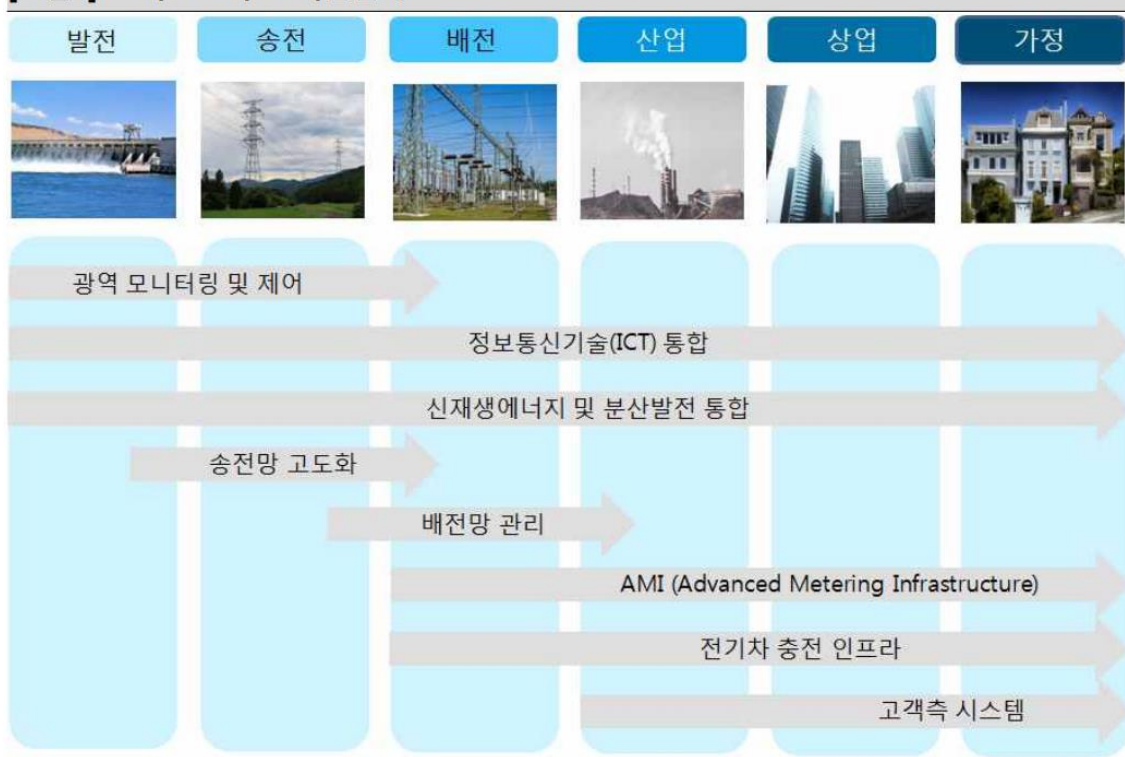 발전
송전
배전
산업
상업
가정
광역 모니터링 및 제어
정보통신기술(ICT) 통합
신재생에너지 및 분산발전 통합
송전망 고도화
배전망 관리
AMI (Advanced Metering Infrastructure)
전기차 충전 인프라
고객측 시스템